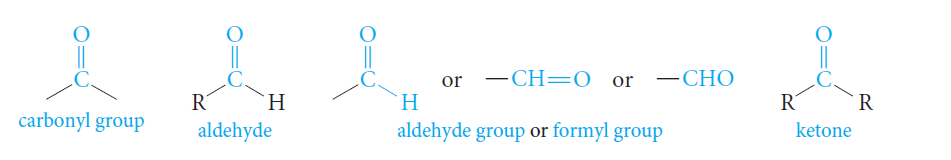 O O O O
C C C or —CH=O or —CHO C
R H H R R
carbonyl group aldehyde aldehyde group or formyl group ketone